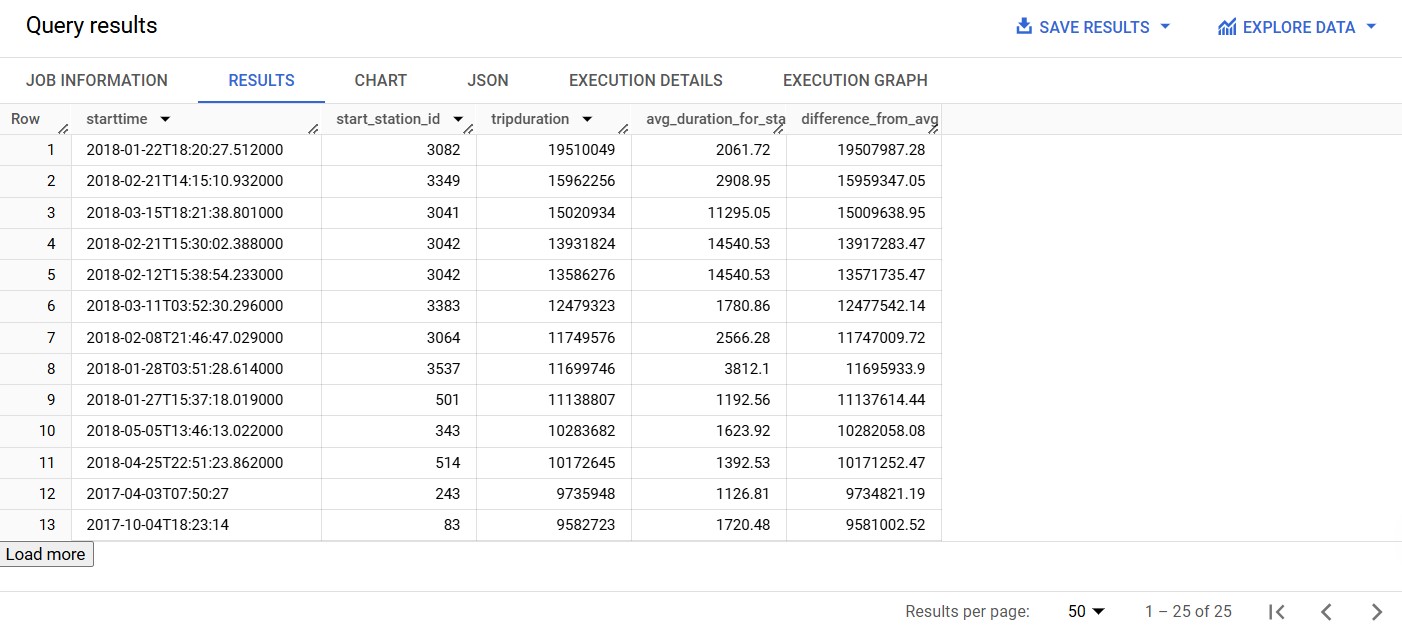 Query results SAVE RESULTS EXPLORE DATA
JOB INFORMATION RESULTS CHART JSON EXECUTION DETAILS EXECUTION GRAPH
Row starttime start_station_id tripduration avg_duration_for_sta difference_from_avg
1 2018-01-22T18:20:27.512000 3082 19510049 2061.72 19507987.28
2 2018-02-21T14:15:10.932000 3349 15962256 2908.95 15959347.05
3 2018-03-15T18:21:38.801000 3041 15020934 11295.05 15009638.95
4 2018-02-21T15:30:02.388000 3042 13931824 14540.53 13917283.47
5 2018-02-12T15:38:54.233000 3042 13586276 14540.53 13571735.47
6 2018-03-11T03:52:30.296000 3383 12479323 1780.86 12477542.14
7 2018-02-08T21:46:47.029000 3064 11749576 2566.28 11747009.72
8 2018-01-28T03:51:28.614000 3537 11699746 3812.1 11695933.9
9 2018-01-27T15:37:18.019000 501 11138807 1192.56 11137614.44
10 2018-05-05T13:46:13.022000 343 10283682 1623.92 10282058.08
11 2018-04-25T22:51:23.862000 514 10172645 1392.53 10171252.47
12 2017-04-03T07:50:27 243 9735948 1126.81 9734821.19
13 2017-10-04T18:23:14 83 9582723 1720.48 9581002.52
Load more
Results per page: 50 1 – 25 of 25